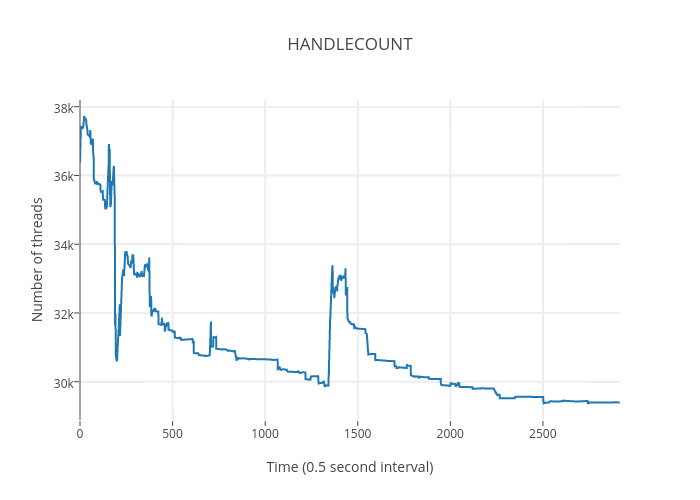 HANDLECOUNT
38k
36k
34k
32k
30k
Number of threads
0 500 1000 1500 2000 2500
Time (0.5 second interval)